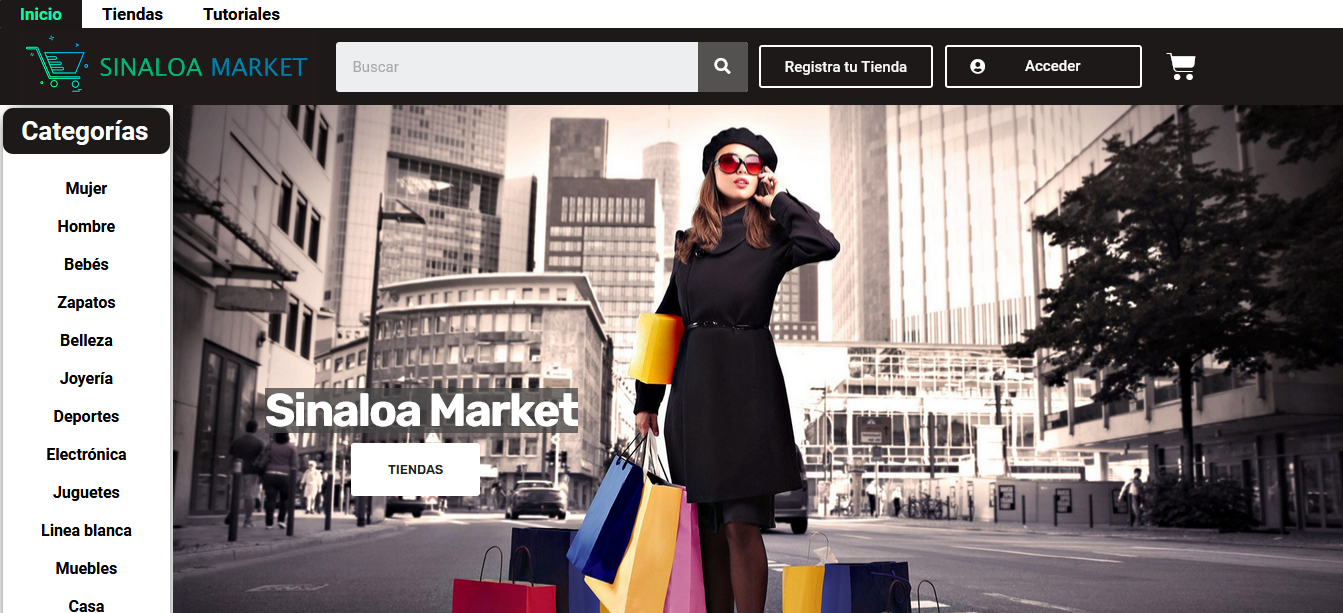 Inicio Tiendas Tutoriales
SINALOA MARKET Buscar Registra tu Tienda Acceder
Categorías
Mujer
Hombre
Bebés
Zapatos
Belleza
Joyería
Deportes
Electrónica
Juguetes
Linea blanca
Muebles
Casa
Sinaloa Market
TIENDAS